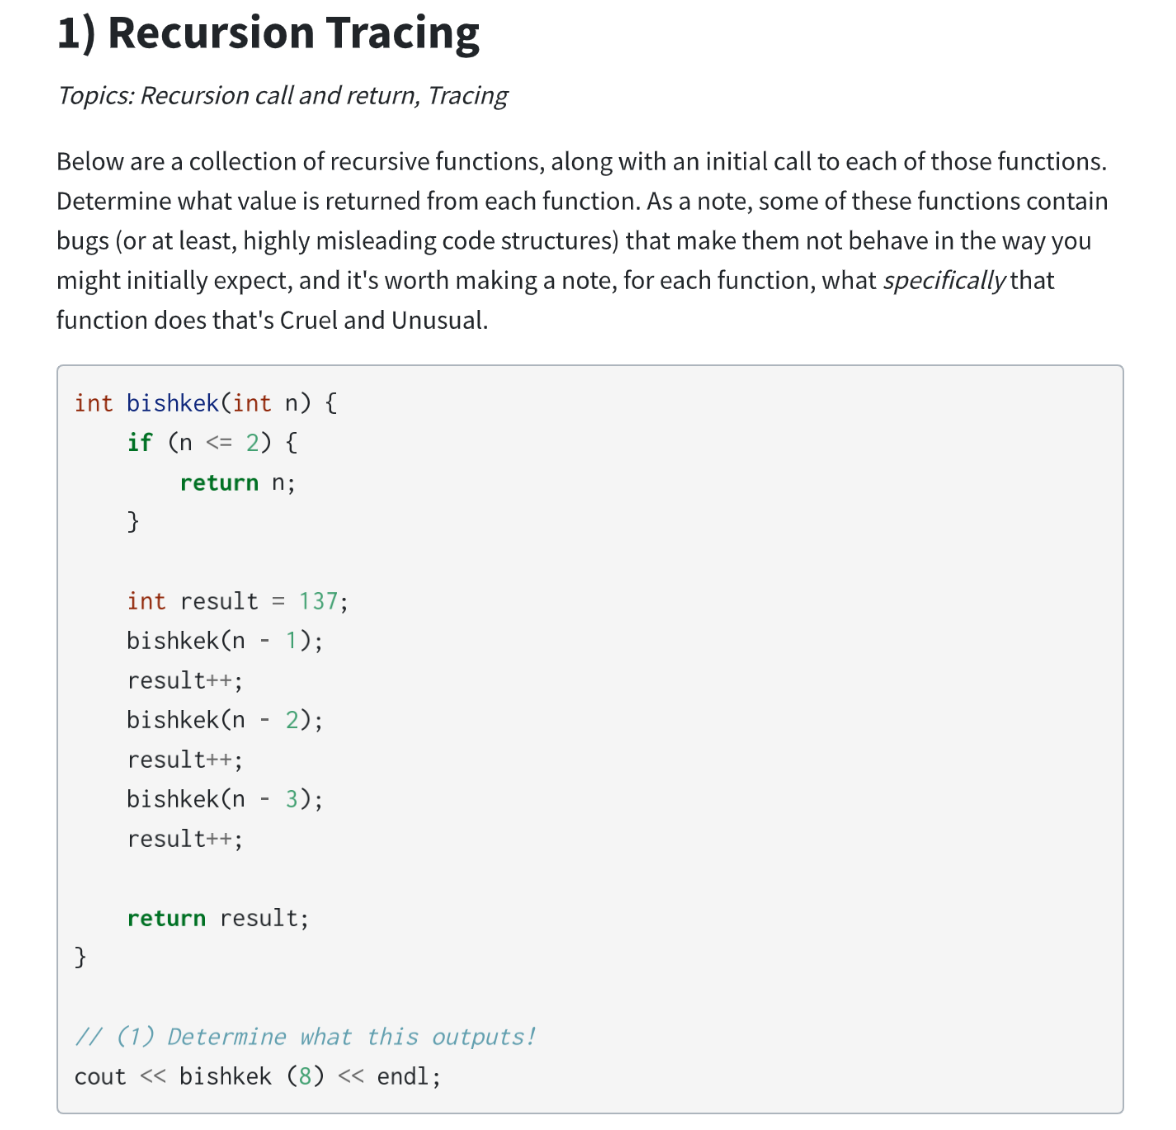 1) Recursion Tracing
Topics: Recursion call and return, Tracing
Below are a collection of recursive functions, along with an initial call to each of those functions.
Determine what value is returned from each function. As a note, some of these functions contain
bugs (or at least, highly misleading code structures) that make them not behave in the way you
might initially expect, and it's worth making a note, for each function, what specifically that
function does that's Cruel and Unusual.
int bishkek(int n) {
    if (n <= 2) {
        return n;
    }
    int result = 137;
    bishkek(n - 1);
    result++;
    bishkek(n - 2);
    result++;
    bishkek(n - 3);
    result++;
    return result;
}
// (1) Determine what this outputs!
cout << bishkek (8) << endl;